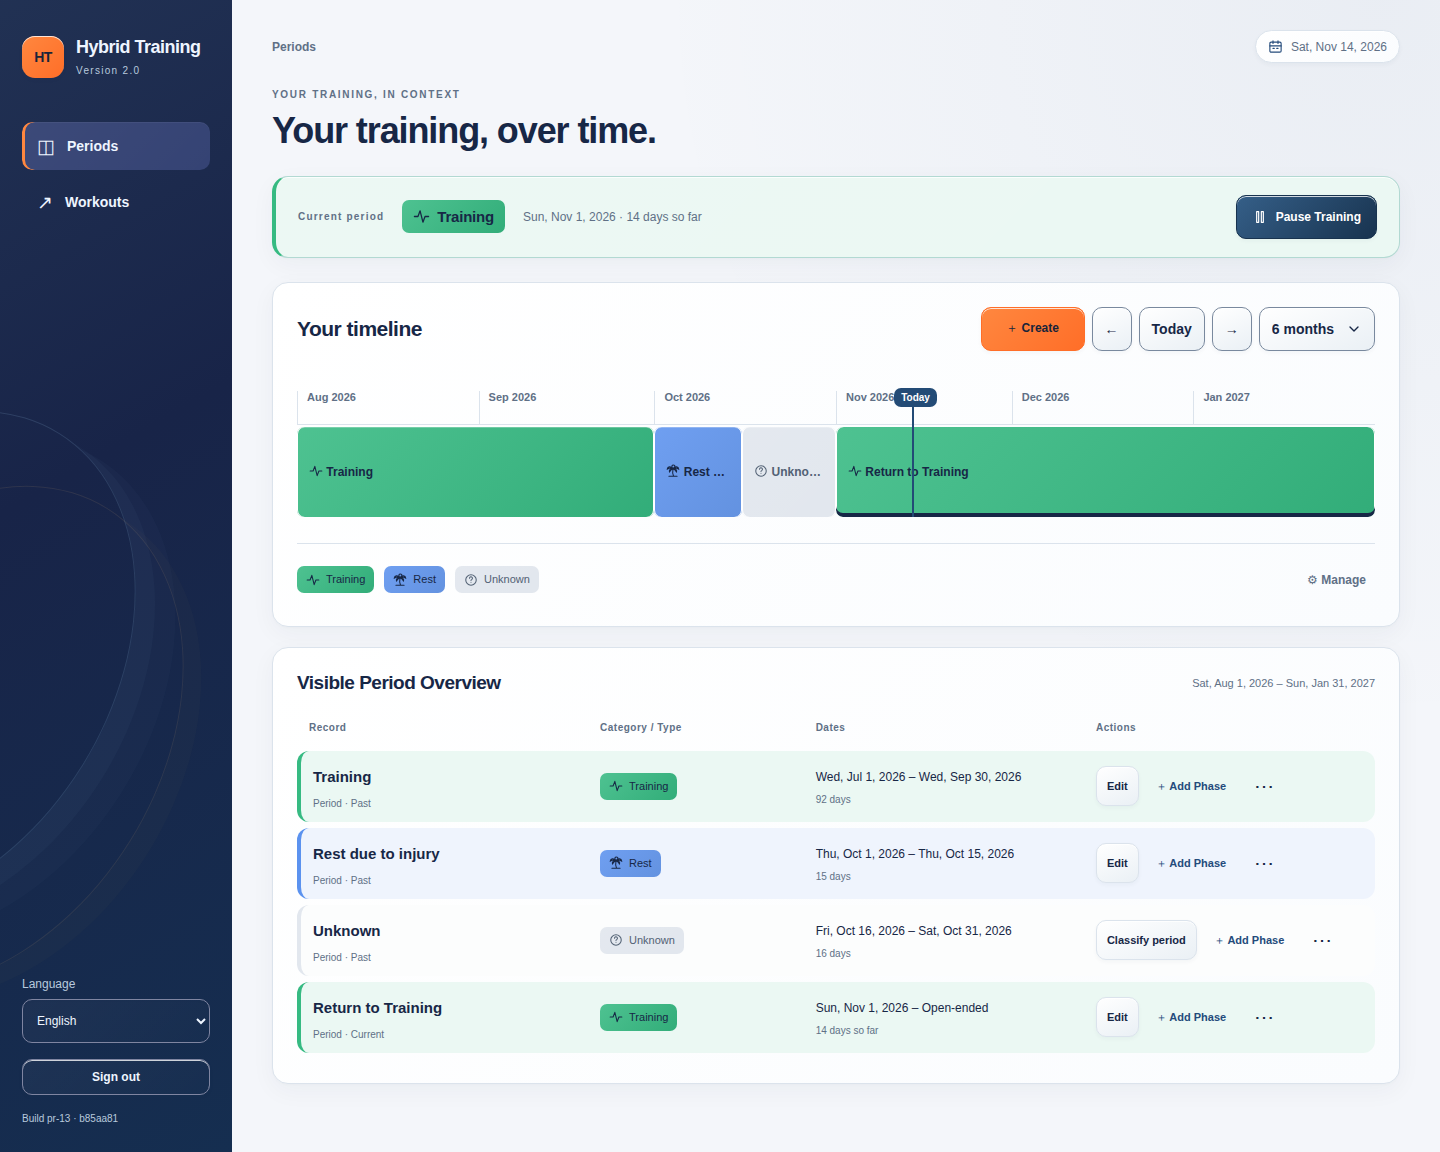 HT
Hybrid Training
Version 2.0
Periods
Workouts
Language
English
Sign out
Build pr-13 · b85aa81
Periods
Sat, Nov 14, 2026
YOUR TRAINING, IN CONTEXT
Your training, over time.
Current period
Training
Sun, Nov 1, 2026 · 14 days so far
Pause Training
Your timeline
+ Create
←
Today
→
6 months
Aug 2026
Sep 2026
Oct 2026
Nov 2026
Today
Dec 2026
Jan 2027
Training
Rest ...
Unkno...
Return to Training
Training
Rest
Unknown
Manage
Visible Period Overview
Sat, Aug 1, 2026 – Sun, Jan 31, 2027
Record
Category / Type
Dates
Actions
Training
Period · Past
Training
Wed, Jul 1, 2026 – Wed, Sep 30, 2026
92 days
Edit
+ Add Phase
···
Rest due to injury
Period · Past
Rest
Thu, Oct 1, 2026 – Thu, Oct 15, 2026
15 days
Edit
+ Add Phase
···
Unknown
Period · Past
Unknown
Fri, Oct 16, 2026 – Sat, Oct 31, 2026
16 days
Classify period
+ Add Phase
···
Return to Training
Period · Current
Training
Sun, Nov 1, 2026 – Open-ended
14 days so far
Edit
+ Add Phase
···